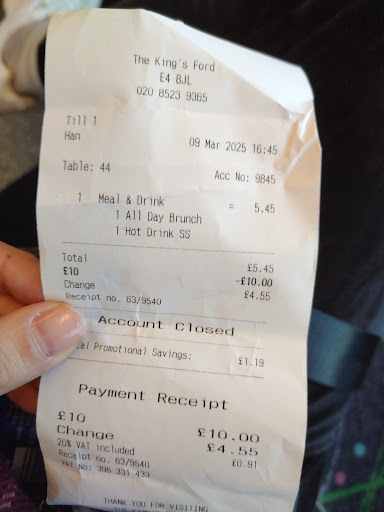 The King's Ford
E4 8JL
020 8523 9365
Till 1
Han
09 Mar 2025 16:45
Table: 44
Acc No: 9845
1 Meal & Drink = 5.45
1 All Day Brunch
1 Hot Drink SS
Total £5.45
£10 -£10.00
Change £4.55
Receipt no. 63/9540
Account Closed
Promotional Savings: £1.19
Payment Receipt
£10 £10.00
Change £4.55
20% VAT included £0.91
Receipt no. 63/9540
VAT No: 396 331 433
THANK YOU FOR VISITING